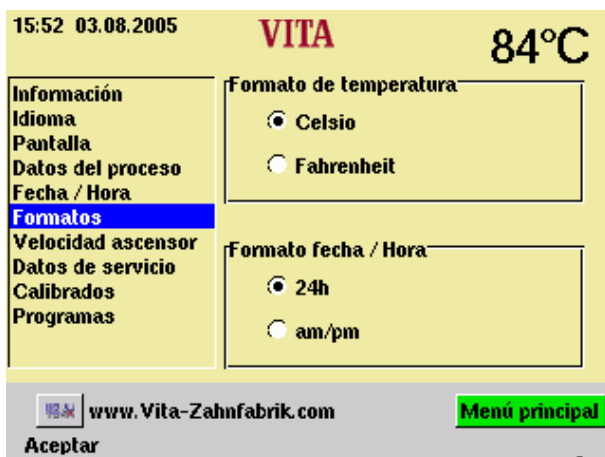 15:52 03.08.2005
VITA
84°C
Información
Idioma
Pantalla
Datos del proceso
Fecha / Hora
Formatos
Velocidad ascensor
Datos de servicio
Calibrados
Programas
Formato de temperatura
Celsio
Fahrenheit
Formato fecha / Hora
24h
am/pm
www.Vita-Zahnfabrik.com
Menú principal
Aceptar